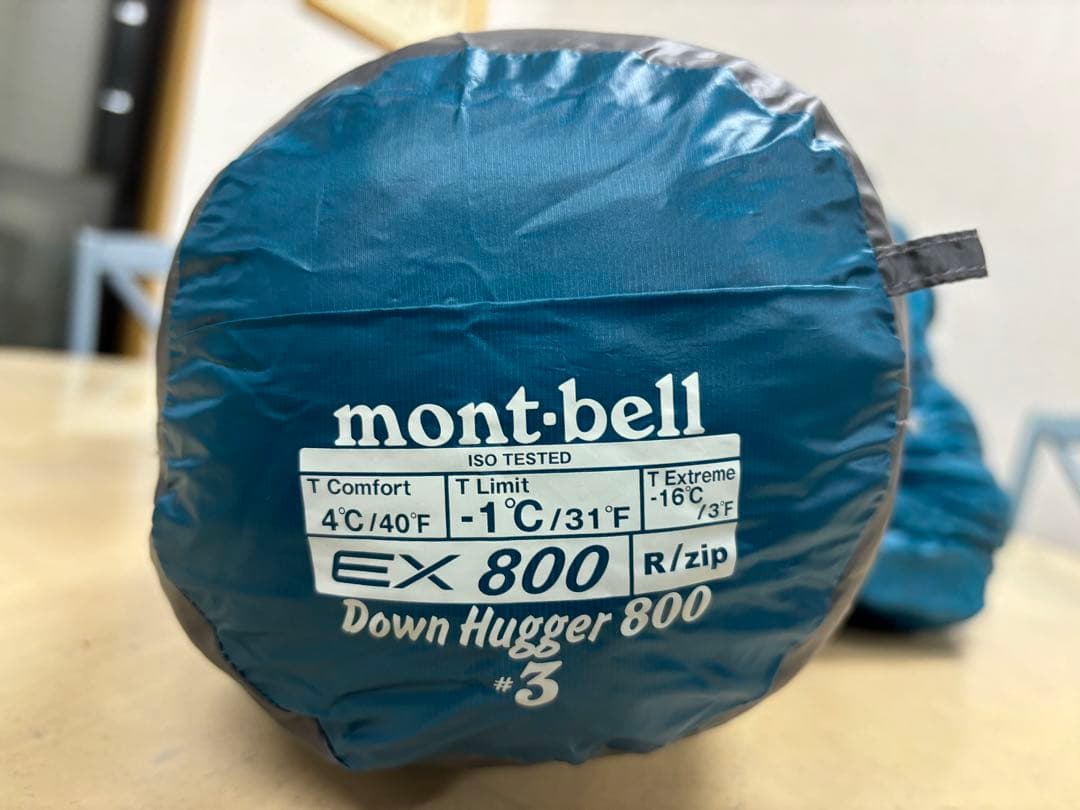 mont-bell
ISO TESTED
T Comfort
4°C/40°F
T Limit
-1°C/31°F
T Extreme
-16°C
/3°F
EX 800
R/zip
Down Hugger 800
#3